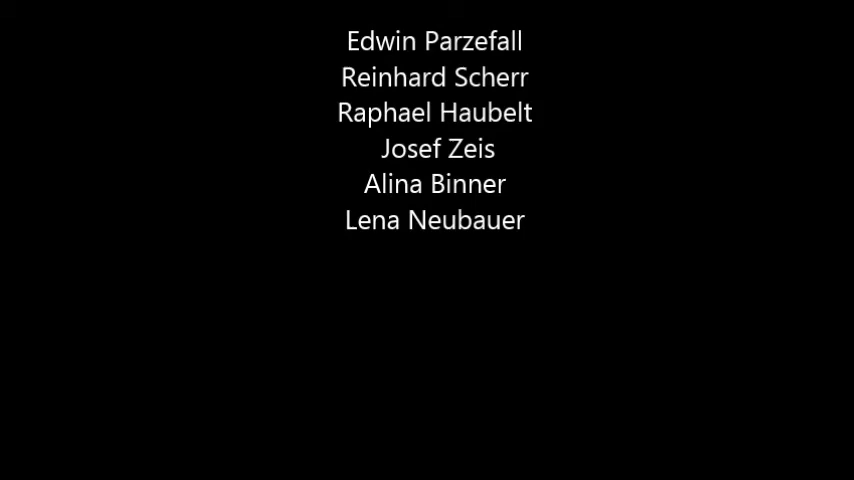 Edwin Parzefall
Reinhard Scherr
Raphael Haubelt
Josef Zeis
Alina Binner
Lena Neubauer